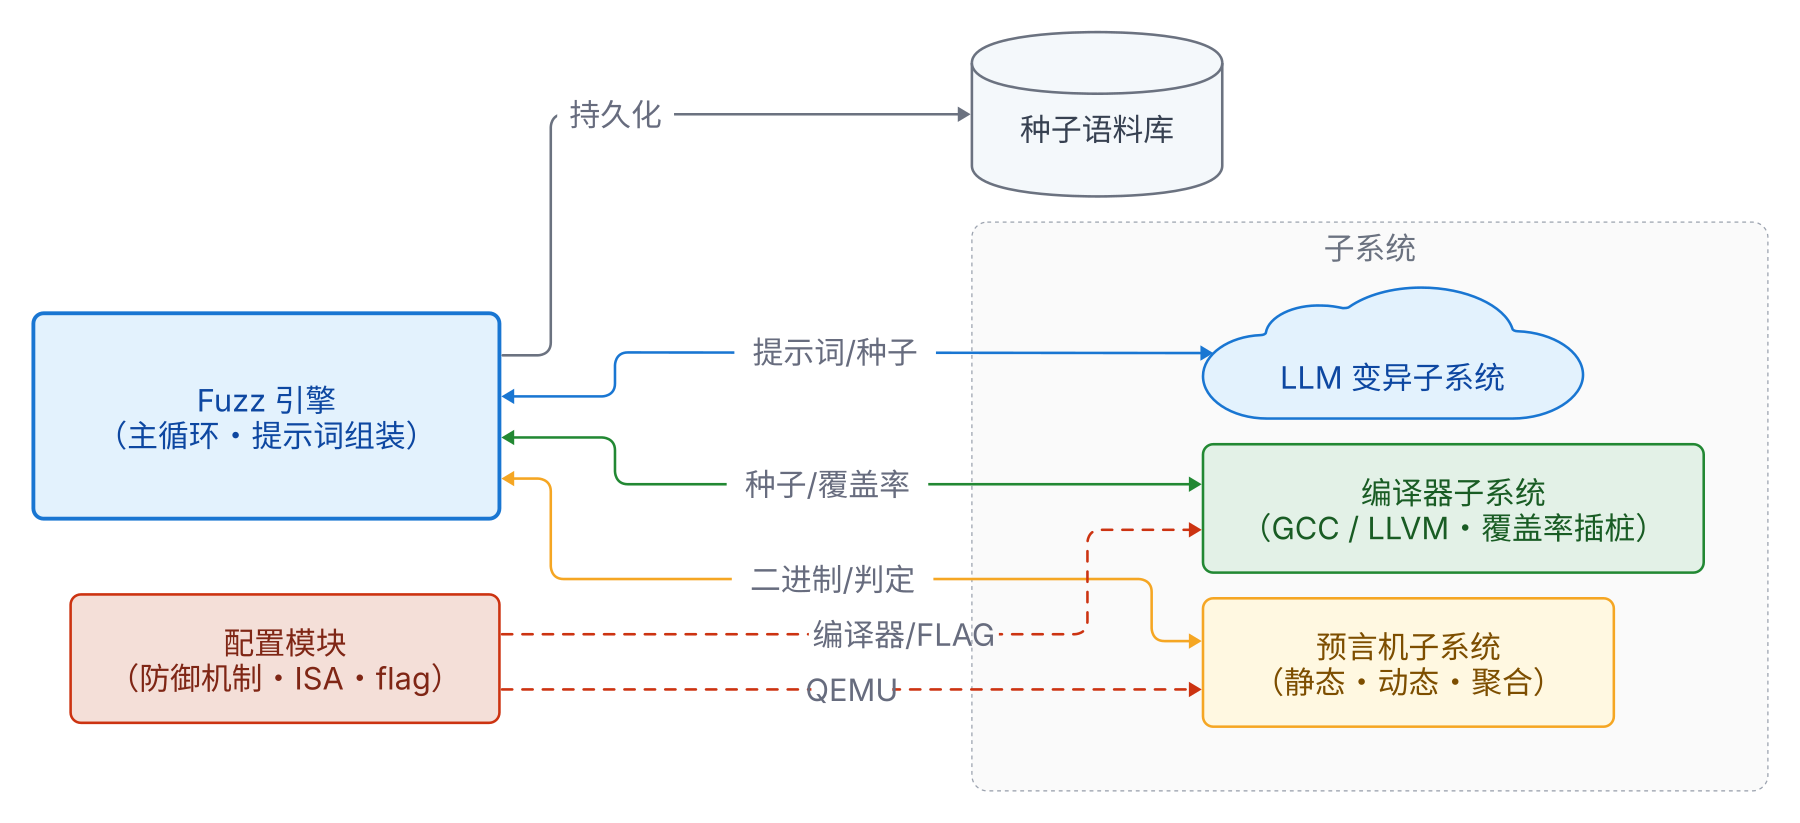 持久化
种子语料库
子系统
提示词/种子
LLM 变异子系统
Fuzz 引擎
（主循环・提示词组装）
种子/覆盖率
编译器子系统
（GCC / LLVM・覆盖率插桩）
二进制/判定
配置模块
（防御机制・ISA・flag）
编译器/FLAG
QEMU
预言机子系统
（静态・动态・聚合）